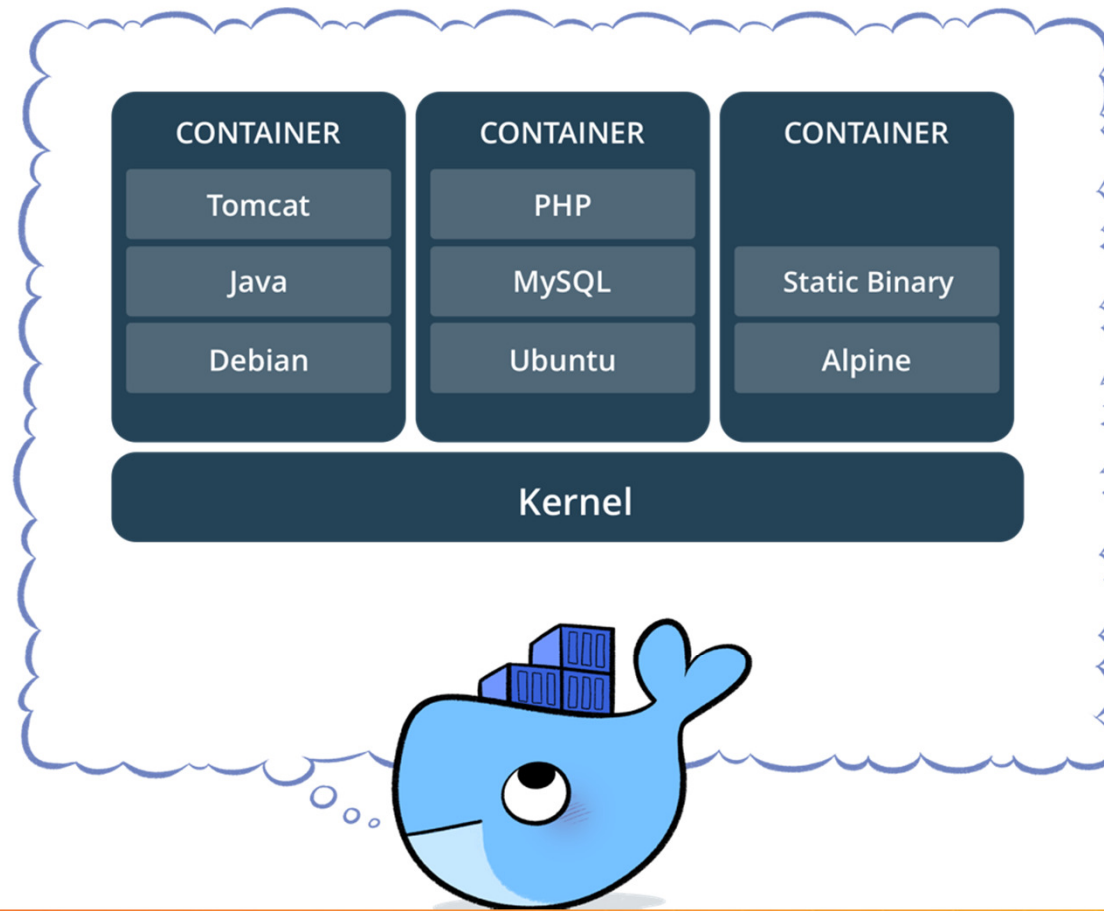 CONTAINER
Tomcat
Java
Debian
CONTAINER
PHP
MySQL
Ubuntu
CONTAINER
Static Binary
Alpine
Kernel